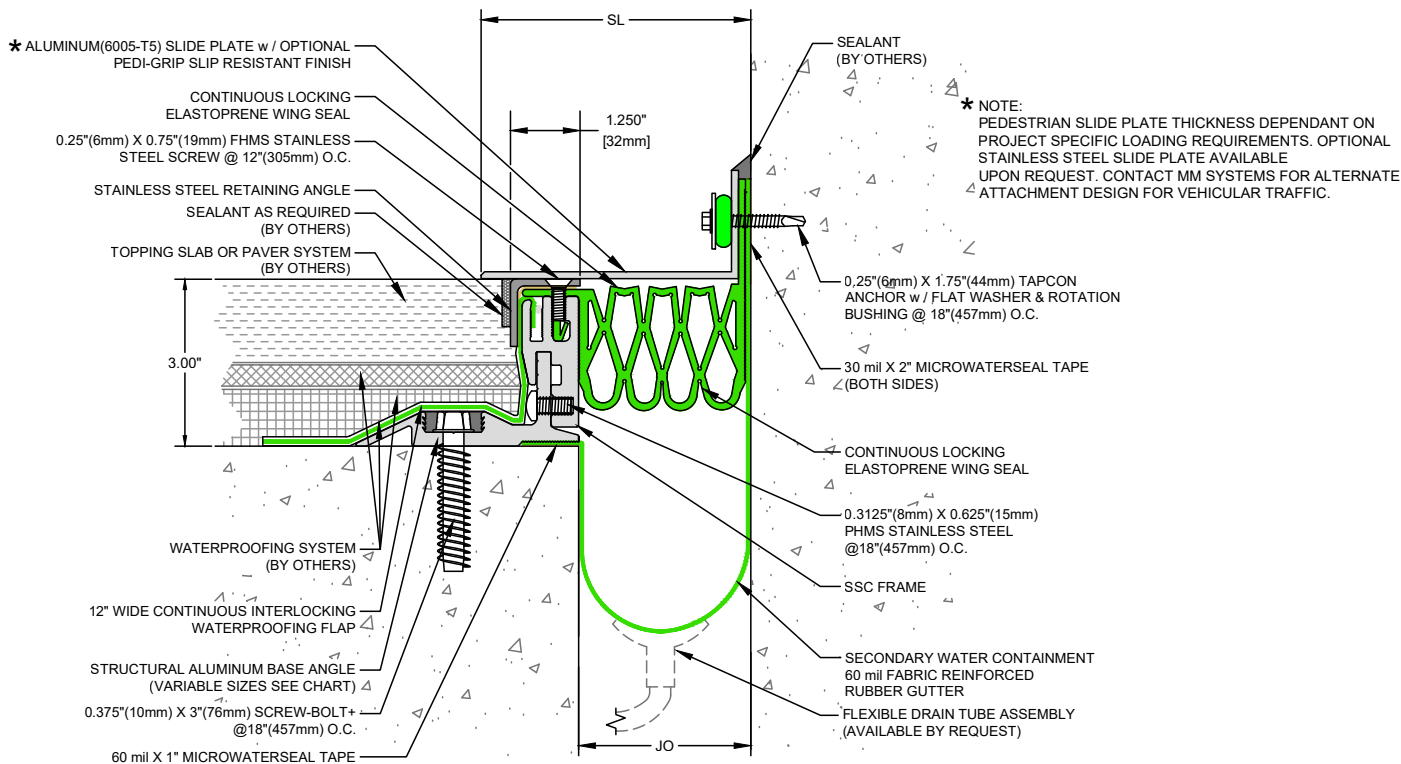 SL
* ALUMINUM(6005-T5) SLIDE PLATE w / OPTIONAL
PEDI-GRIP SLIP RESISTANT FINISH
CONTINUOUS LOCKING
ELASTOPRENE WING SEAL
0.25"(6mm) X 0.75"(19mm) FHMS STAINLESS
STEEL SCREW @ 12"(305mm) O.C.
STAINLESS STEEL RETAINING ANGLE
SEALANT AS REQUIRED
(BY OTHERS)
TOPPING SLAB OR PAVER SYSTEM
(BY OTHERS)
1.250"
[32mm]
3.00"
WATERPROOFING SYSTEM
(BY OTHERS)
12" WIDE CONTINUOUS INTERLOCKING
WATERPROOFING FLAP
STRUCTURAL ALUMINUM BASE ANGLE
(VARIABLE SIZES SEE CHART)
0.375"(10mm) X 3"(76mm) SCREW-BOLT+
@18"(457mm) O.C.
60 mil X 1" MICROWATERSEAL TAPE
SEALANT
(BY OTHERS)
* NOTE:
PEDESTRIAN SLIDE PLATE THICKNESS DEPENDANT ON
PROJECT SPECIFIC LOADING REQUIREMENTS. OPTIONAL
STAINLESS STEEL SLIDE PLATE AVAILABLE
UPON REQUEST. CONTACT MM SYSTEMS FOR ALTERNATE
ATTACHMENT DESIGN FOR VEHICULAR TRAFFIC.
0.25"(6mm) X 1.75"(44mm) TAPCON
ANCHOR w / FLAT WASHER & ROTATION
BUSHING @ 18"(457mm) O.C.
30 mil X 2" MICROWATERSEAL TAPE
(BOTH SIDES)
CONTINUOUS LOCKING
ELASTOPRENE WING SEAL
0.3125"(8mm) X 0.625"(15mm)
PHMS STAINLESS STEEL
@18"(457mm) O.C.
SSC FRAME
SECONDARY WATER CONTAINMENT
60 mil FABRIC REINFORCED
RUBBER GUTTER
FLEXIBLE DRAIN TUBE ASSEMBLY
(AVAILABLE BY REQUEST)
JO